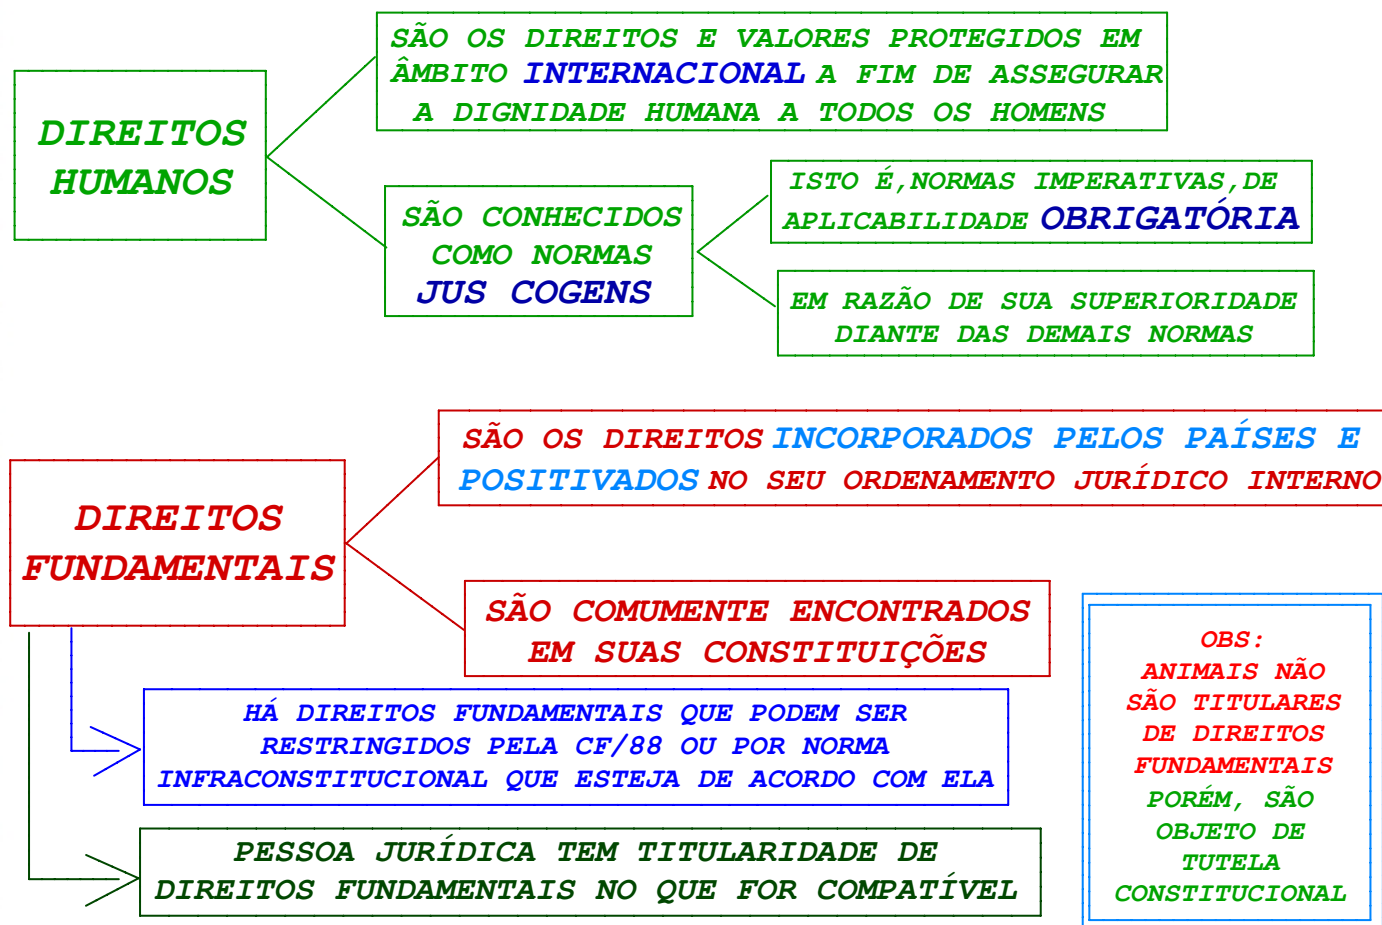 DIREITOS
HUMANOS
SÃO OS DIREITOS E VALORES PROTEGIDOS EM
ÂMBITO INTERNACIONAL A FIM DE ASSEGURAR
A DIGNIDADE HUMANA A TODOS OS HOMENS
SÃO CONHECIDOS
COMO NORMAS
JUS COGENS
ISTO É,NORMAS IMPERATIVAS,DE
APLICABILIDADE OBRIGATÓRIA
EM RAZÃO DE SUA SUPERIORIDADE
DIANTE DAS DEMAIS NORMAS
DIREITOS
FUNDAMENTAIS
SÃO OS DIREITOS INCORPORADOS PELOS PAÍSES E
POSITIVADOS NO SEU ORDENAMENTO JURÍDICO INTERNO
SÃO COMUMENTE ENCONTRADOS
EM SUAS CONSTITUIÇÕES
HÁ DIREITOS FUNDAMENTAIS QUE PODEM SER
RESTRINGIDOS PELA CF/88 OU POR NORMA
INFRACONSTITUCIONAL QUE ESTEJA DE ACORDO COM ELA
PESSOA JURÍDICA TEM TITULARIDADE DE
DIREITOS FUNDAMENTAIS NO QUE FOR COMPATÍVEL
OBS:
ANIMAIS NÃO
SÃO TITULARES
DE DIREITOS
FUNDAMENTAIS
PORÉM, SÃO
OBJETO DE
TUTELA
CONSTITUCIONAL